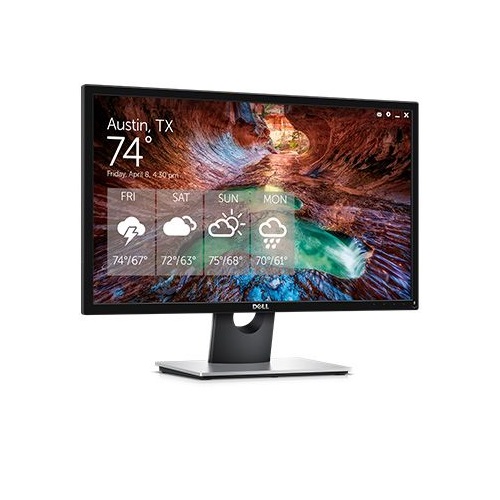 Austin, TX
74°
Friday, April 8, 4:30 pm
FRI SAT SUN MON
74°/67° 72°/63° 75°/68° 70°/61°
DELL